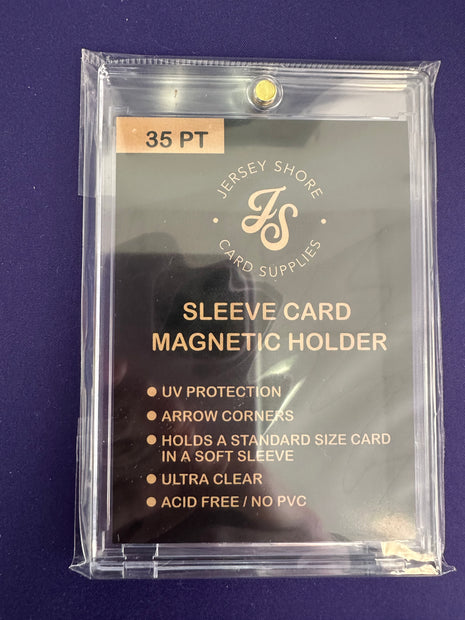 35 PT
JERSEY SHORE
JS
CARD SUPPLIES
SLEEVE CARD
MAGNETIC HOLDER
UV PROTECTION
ARROW CORNERS
HOLDS A STANDARD SIZE CARD
IN A SOFT SLEEVE
ULTRA CLEAR
ACID FREE / NO PVC